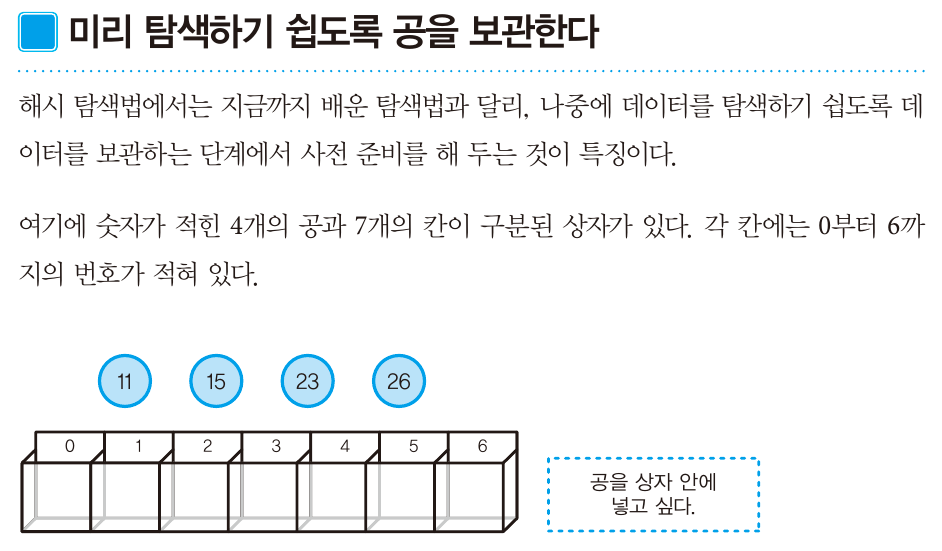 미리 탐색하기 쉽도록 공을 보관한다
해시 탐색법에서는 지금까지 배운 탐색법과 달리, 나중에 데이터를 탐색하기 쉽도록 데
이터를 보관하는 단계에서 사전 준비를 해 두는 것이 특징이다.
여기에 숫자가 적힌 4개의 공과 7개의 칸이 구분된 상자가 있다. 각 칸에는 0부터 6까
지의 번호가 적혀 있다.
11 15 23 26
0 1 2 3 4 5 6
공을 상자 안에
넣고 싶다.